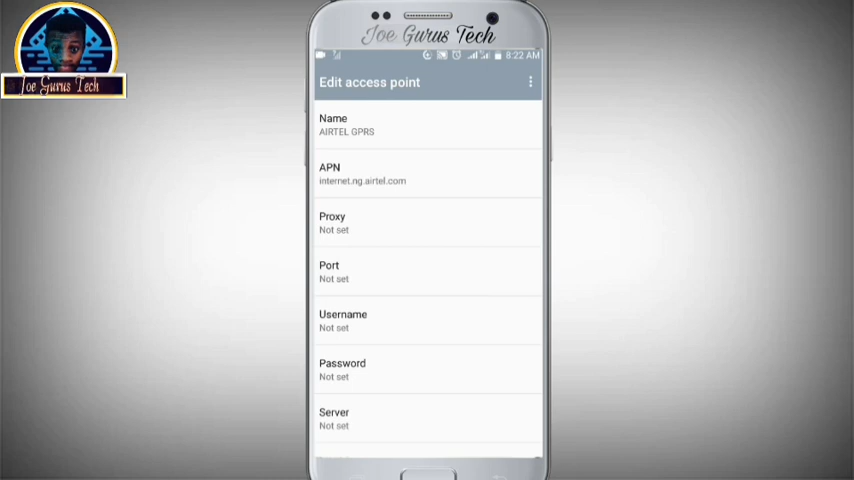 Joe Gurus Tech
Joe Gurus Tech
8:22 AM
Edit access point
Name
AIRTEL GPRS
APN
internet.ng.airtel.com
Proxy
Not set
Port
Not set
Username
Not set
Password
Not set
Server
Not set